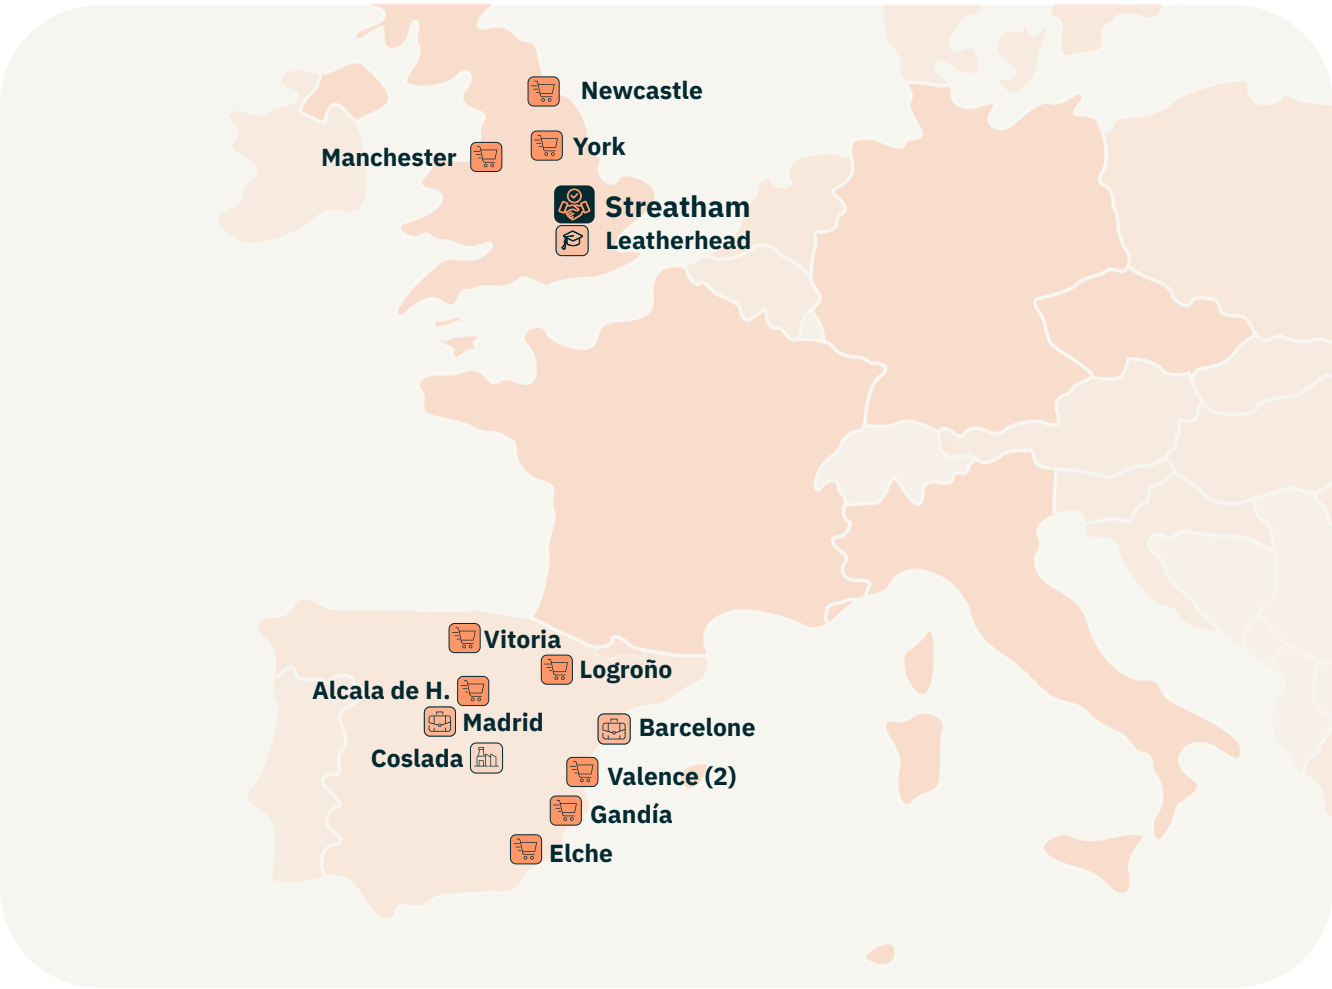 Newcastle
York
Manchester
Streatham
Leatherhead
Vitoria
Logroño
Alcala de H.
Madrid
Barcelone
Coslada
Valence (2)
Gandía
Elche